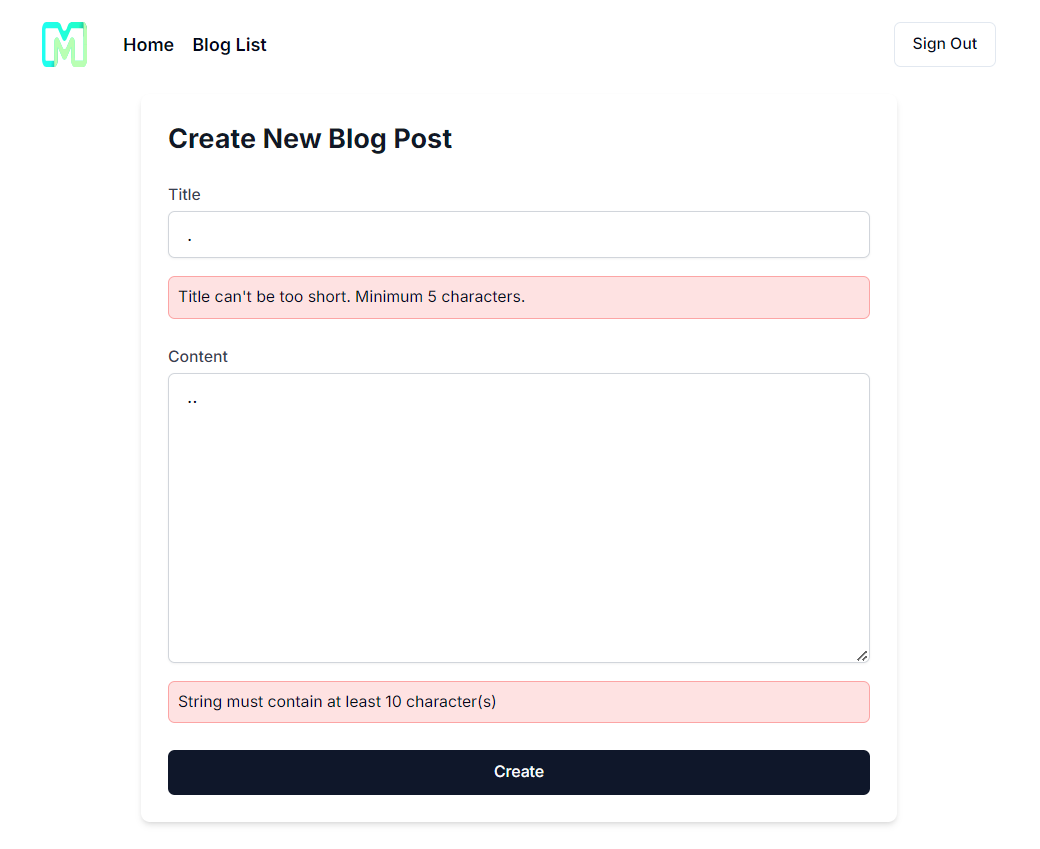 M
Home Blog List Sign Out
Create New Blog Post
Title
.
Title can't be too short. Minimum 5 characters.
Content
..
String must contain at least 10 character(s)
Create